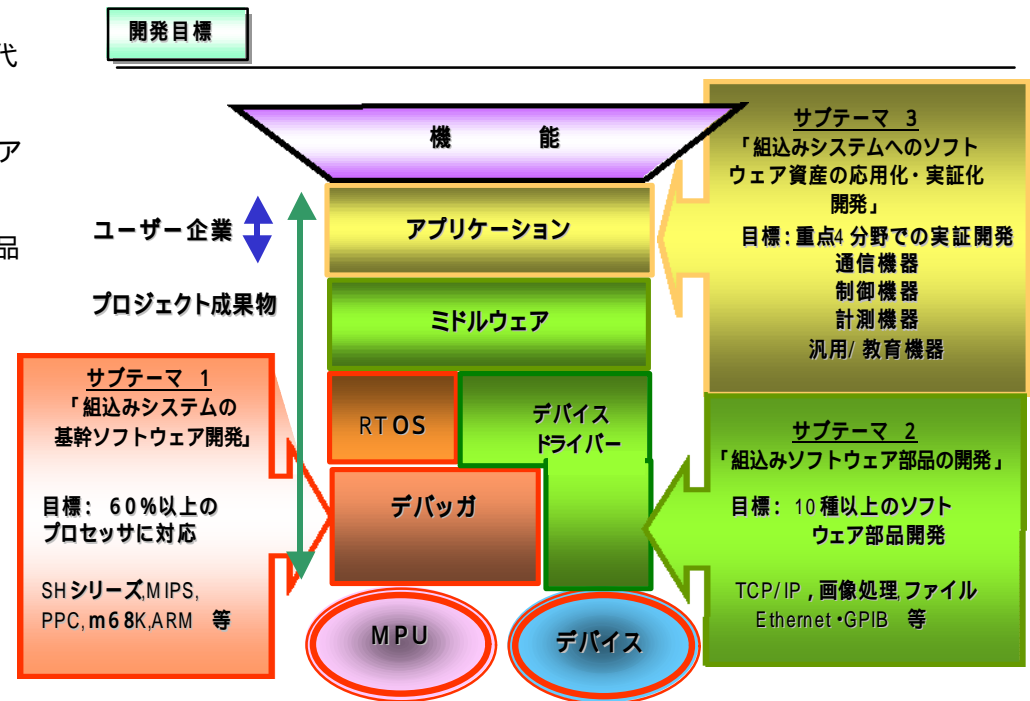 開発目標
代
ア
品
機 能
アプリケーション
ミドルウェア
RTOS
デバイス
ドライバー
デバッガ
MPU
デバイス
ユーザー企業
プロジェクト成果物
サブテーマ 1
「組込みシステムの
基幹ソフトウェア開発」
目標: 60%以上の
プロセッサに対応
SHシリーズ,MIPS,
PPC,m68K,ARM 等
サブテーマ 3
「組込みシステムへのソフト
ウェア資産の応用化・実証化
開発」
目標:重点4分野での実証開発
通信機器
制御機器
計測機器
汎用/教育機器
サブテーマ 2
「組込みソフトウェア部品の開発」
目標: 10種以上のソフト
ウェア部品開発
TCP/IP,画像処理,ファイル
Ethernet・GPIB 等